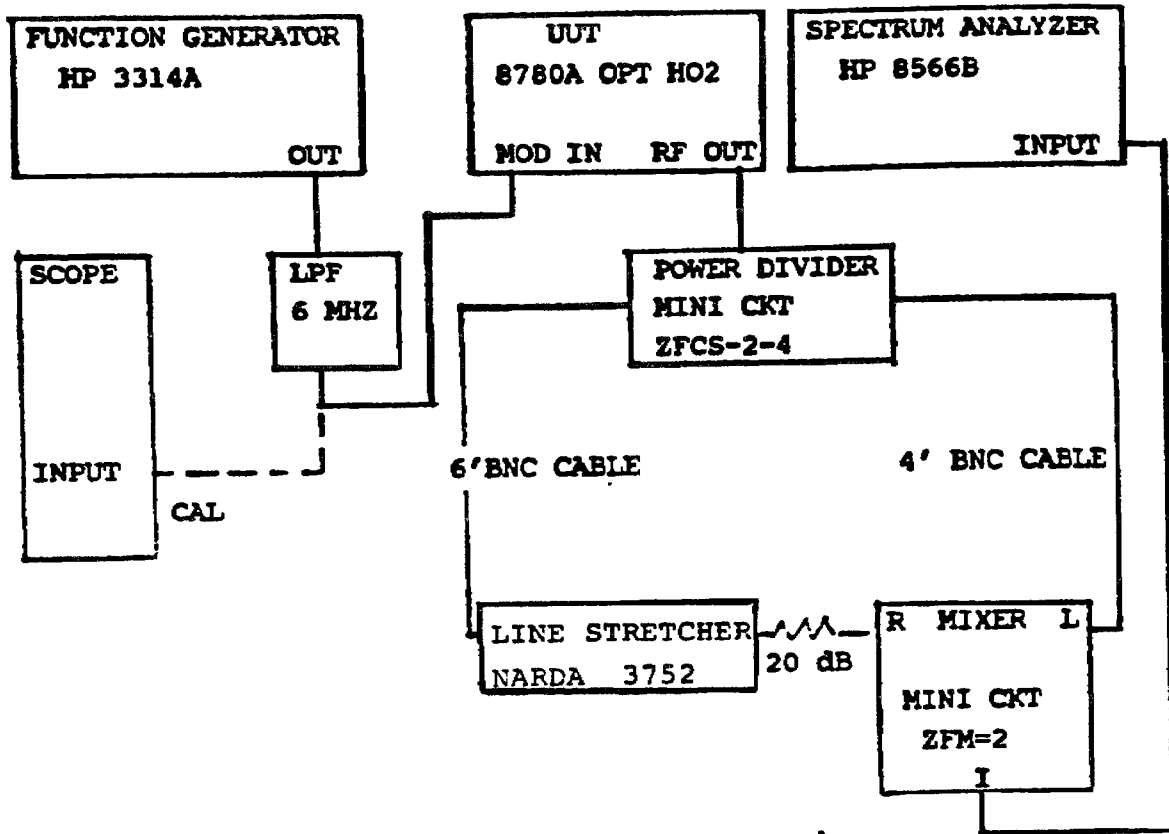 FUNCTION GENERATOR
HP 3314A
OUT
UUT
8780A OPT HO2
MOD IN RF OUT
SPECTRUM ANALYZER
HP 8566B
INPUT
SCOPE
INPUT
CAL
LPF
6 MHZ
POWER DIVIDER
MINI CKT
ZFCS-2-4
6' BNC CABLE
4' BNC CABLE
LINE STRETCHER
NARDA 3752
20 dB
R MIXER L
MINI CKT
ZFM=2
I